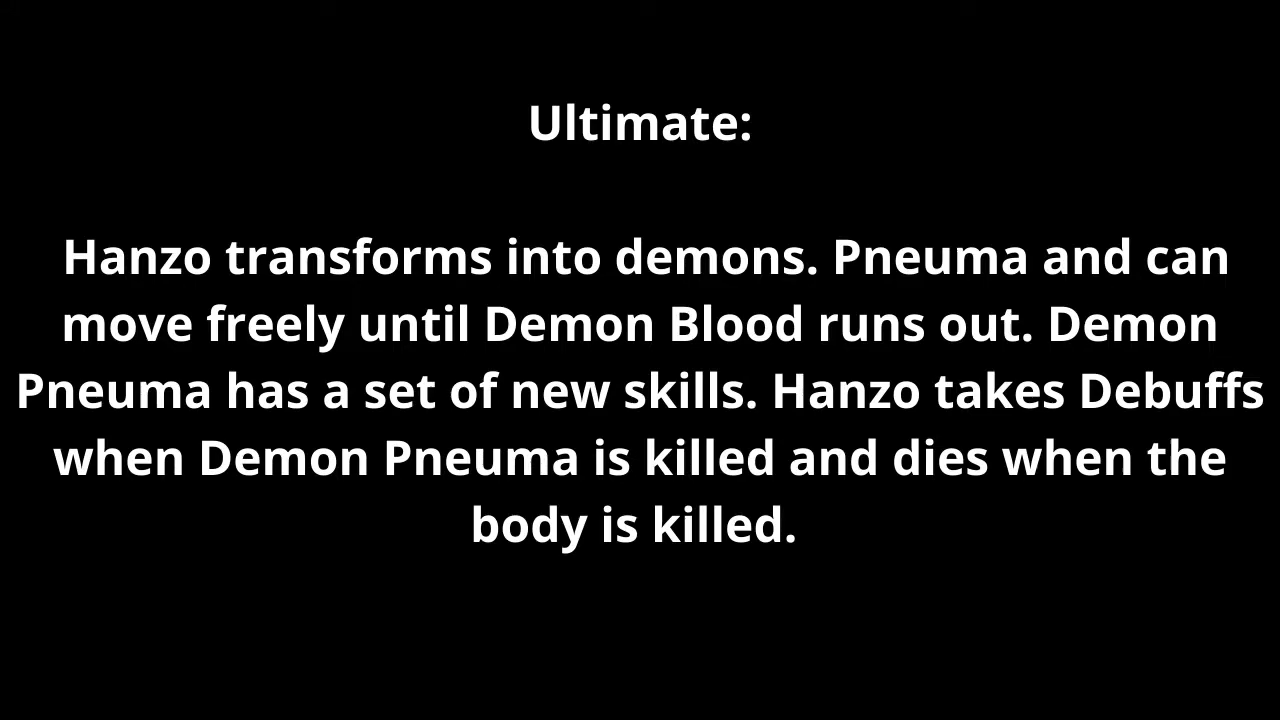 Ultimate:
Hanzo transforms into demons. Pneuma and can
move freely until Demon Blood runs out. Demon
Pneuma has a set of new skills. Hanzo takes Debuffs
when Demon Pneuma is killed and dies when the
body is killed.